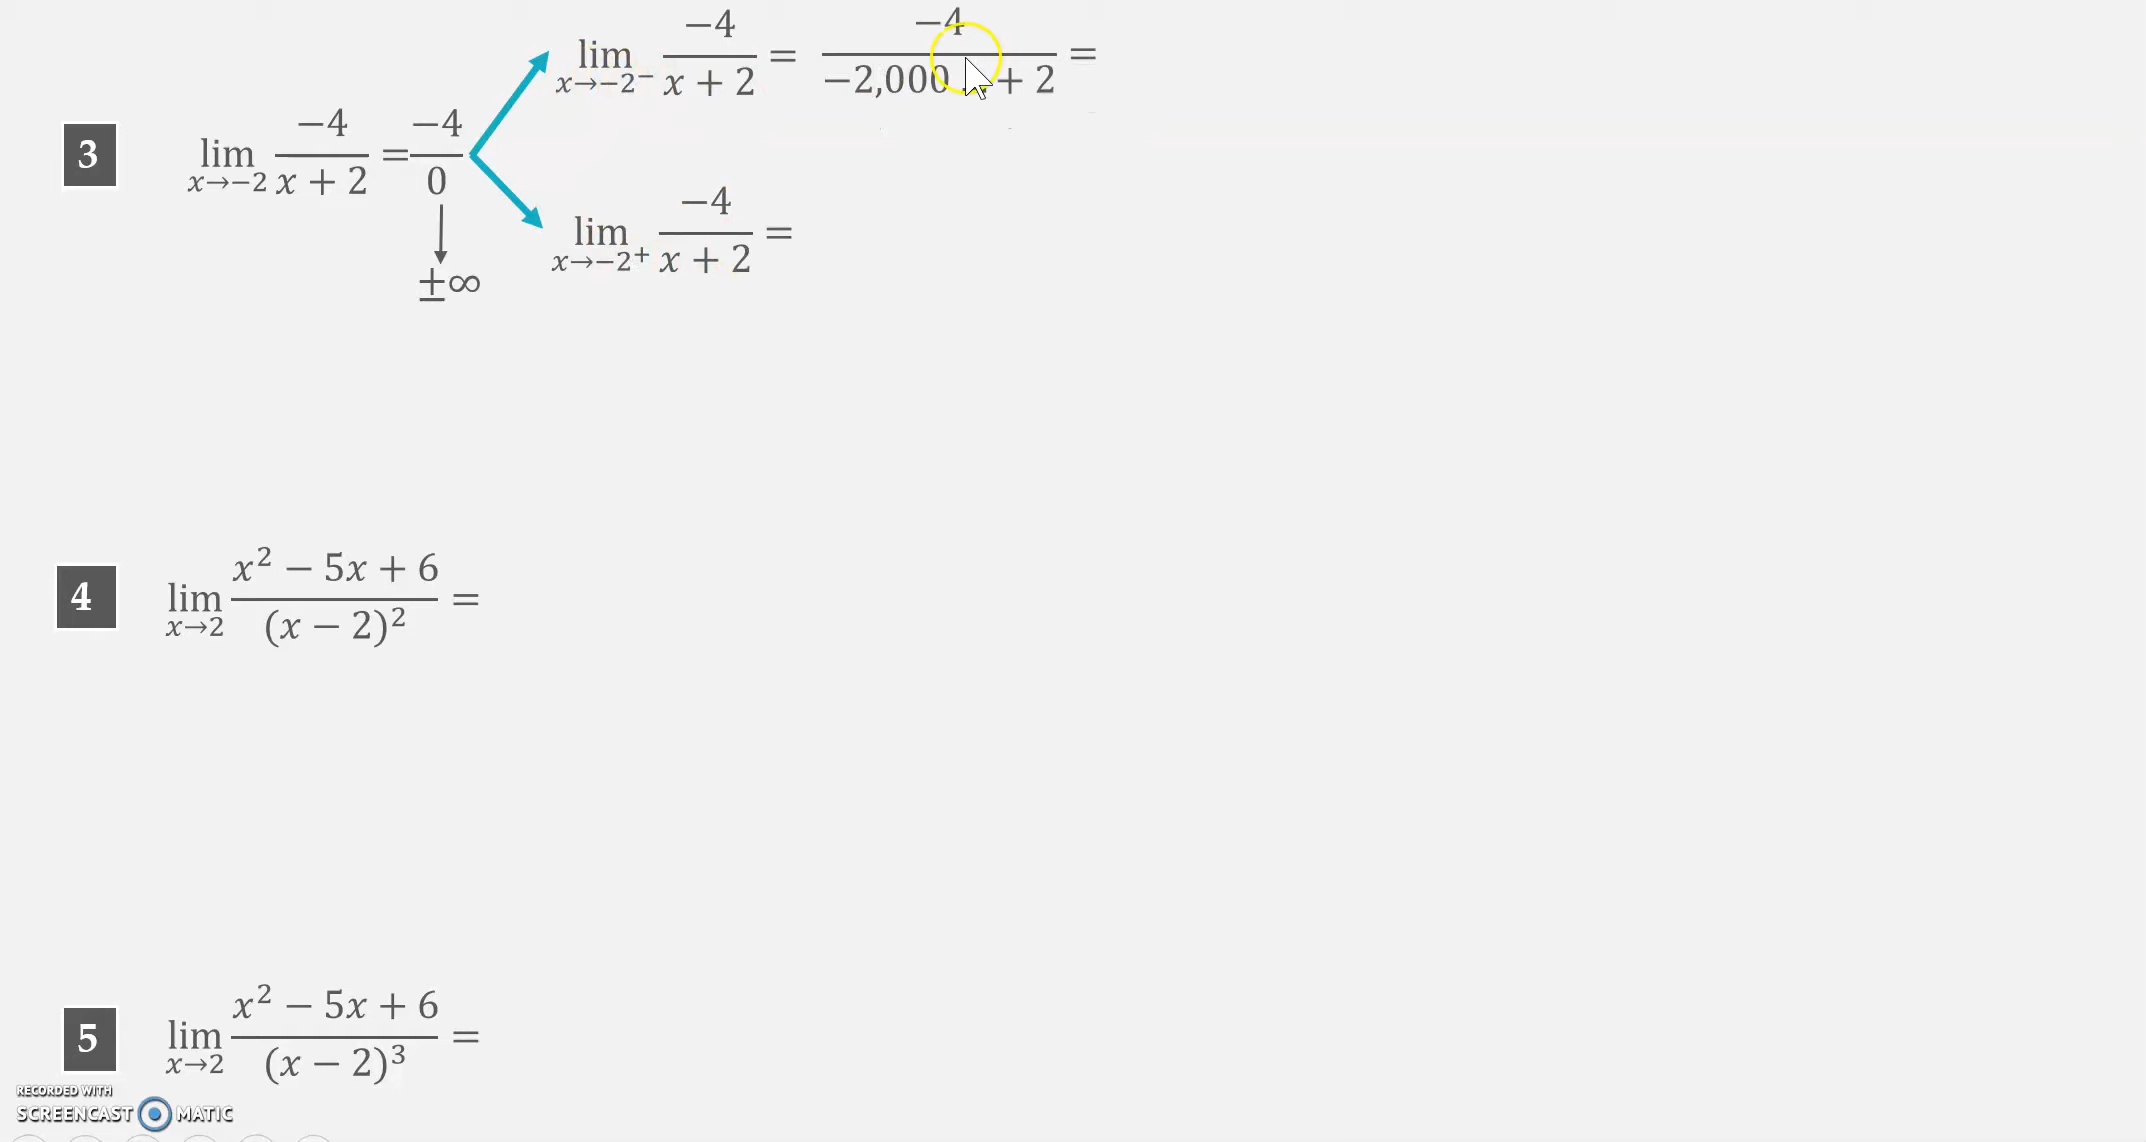 3
lim x→−2 −4/(x + 2) = −4/0
±∞
lim x→−2⁻ −4/(x + 2) = −4/(−2,000 + 2) =
lim x→−2⁺ −4/(x + 2) =
4
lim x→2 (x² − 5x + 6)/(x − 2)² =
5
lim x→2 (x² − 5x + 6)/(x − 2)³ =
RECORDED WITH
SCREENCAST MATIC